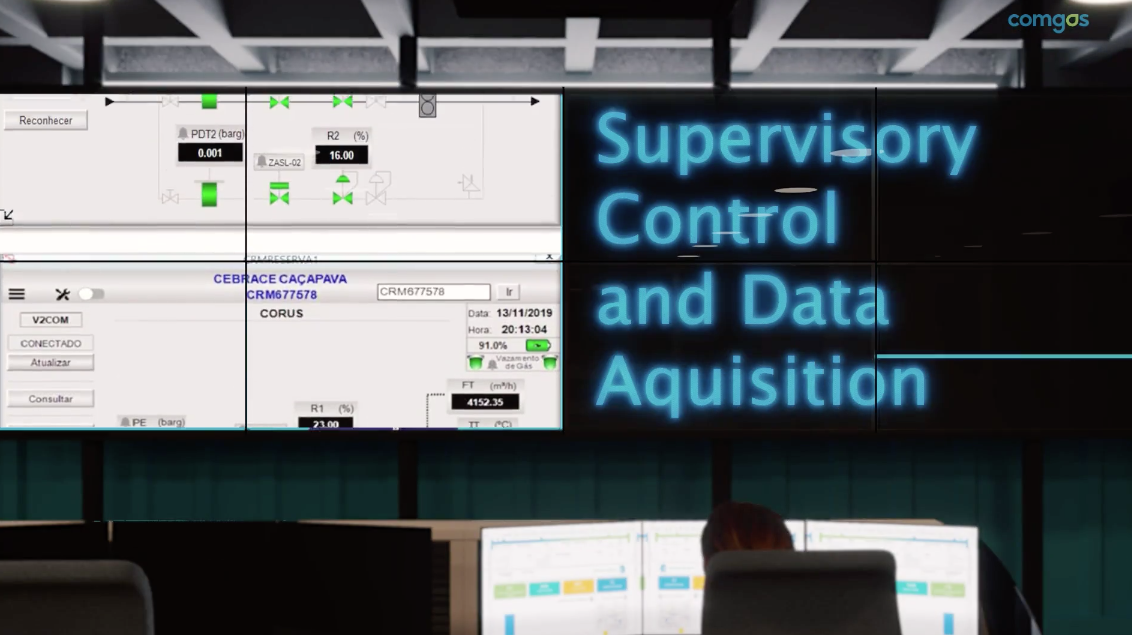 comgas
Reconhecer
PDT2 (barg)
0.001
R2 (%)
16.00
ZASL-02
CEBRACE CAÇAPAVA
CRM677578
CRM677578
Ir
CORUS
V2COM
CONECTADO
Atualizar
Consultar
Data: 13/11/2019
Hora: 20:13:04
91.0%
Vazamento
de Gás
FT (m³/h)
4152.35
R1 (%)
23.00
PE (barg)
TT (°C)
Supervisory
Control
and Data
Aquisition